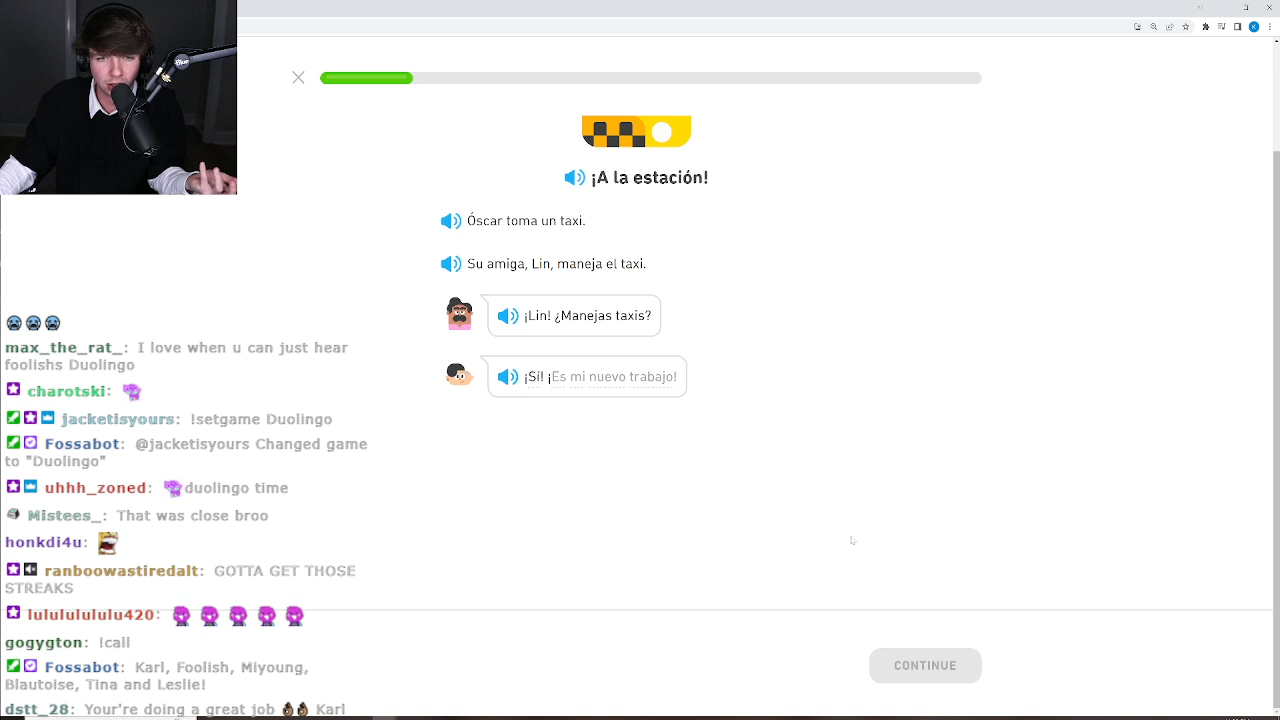 ¡A la estación!
Óscar toma un taxi.
Su amiga, Lin, maneja el taxi.
¡Lin! ¿Manejas taxis?
¡Sí! ¡Es mi nuevo trabajo!
max_the_rat_: I love when u can just hear
foolishs Duolingo
charotski:
jacketisyours: !setgame Duolingo
Fossabot: @jacketisyours Changed game
to "Duolingo"
uhhh_zoned: duolingo time
Mistees_: That was close broo
honkdi4u:
ranboowastiredalt: GOTTA GET THOSE
STREAKS
lulululululu420:
gogygton: !call
Fossabot: Karl, Foolish, Miyoung,
Blautoise, Tina and Leslie!
dstt_28: Your're doing a great job Karl
CONTINUE